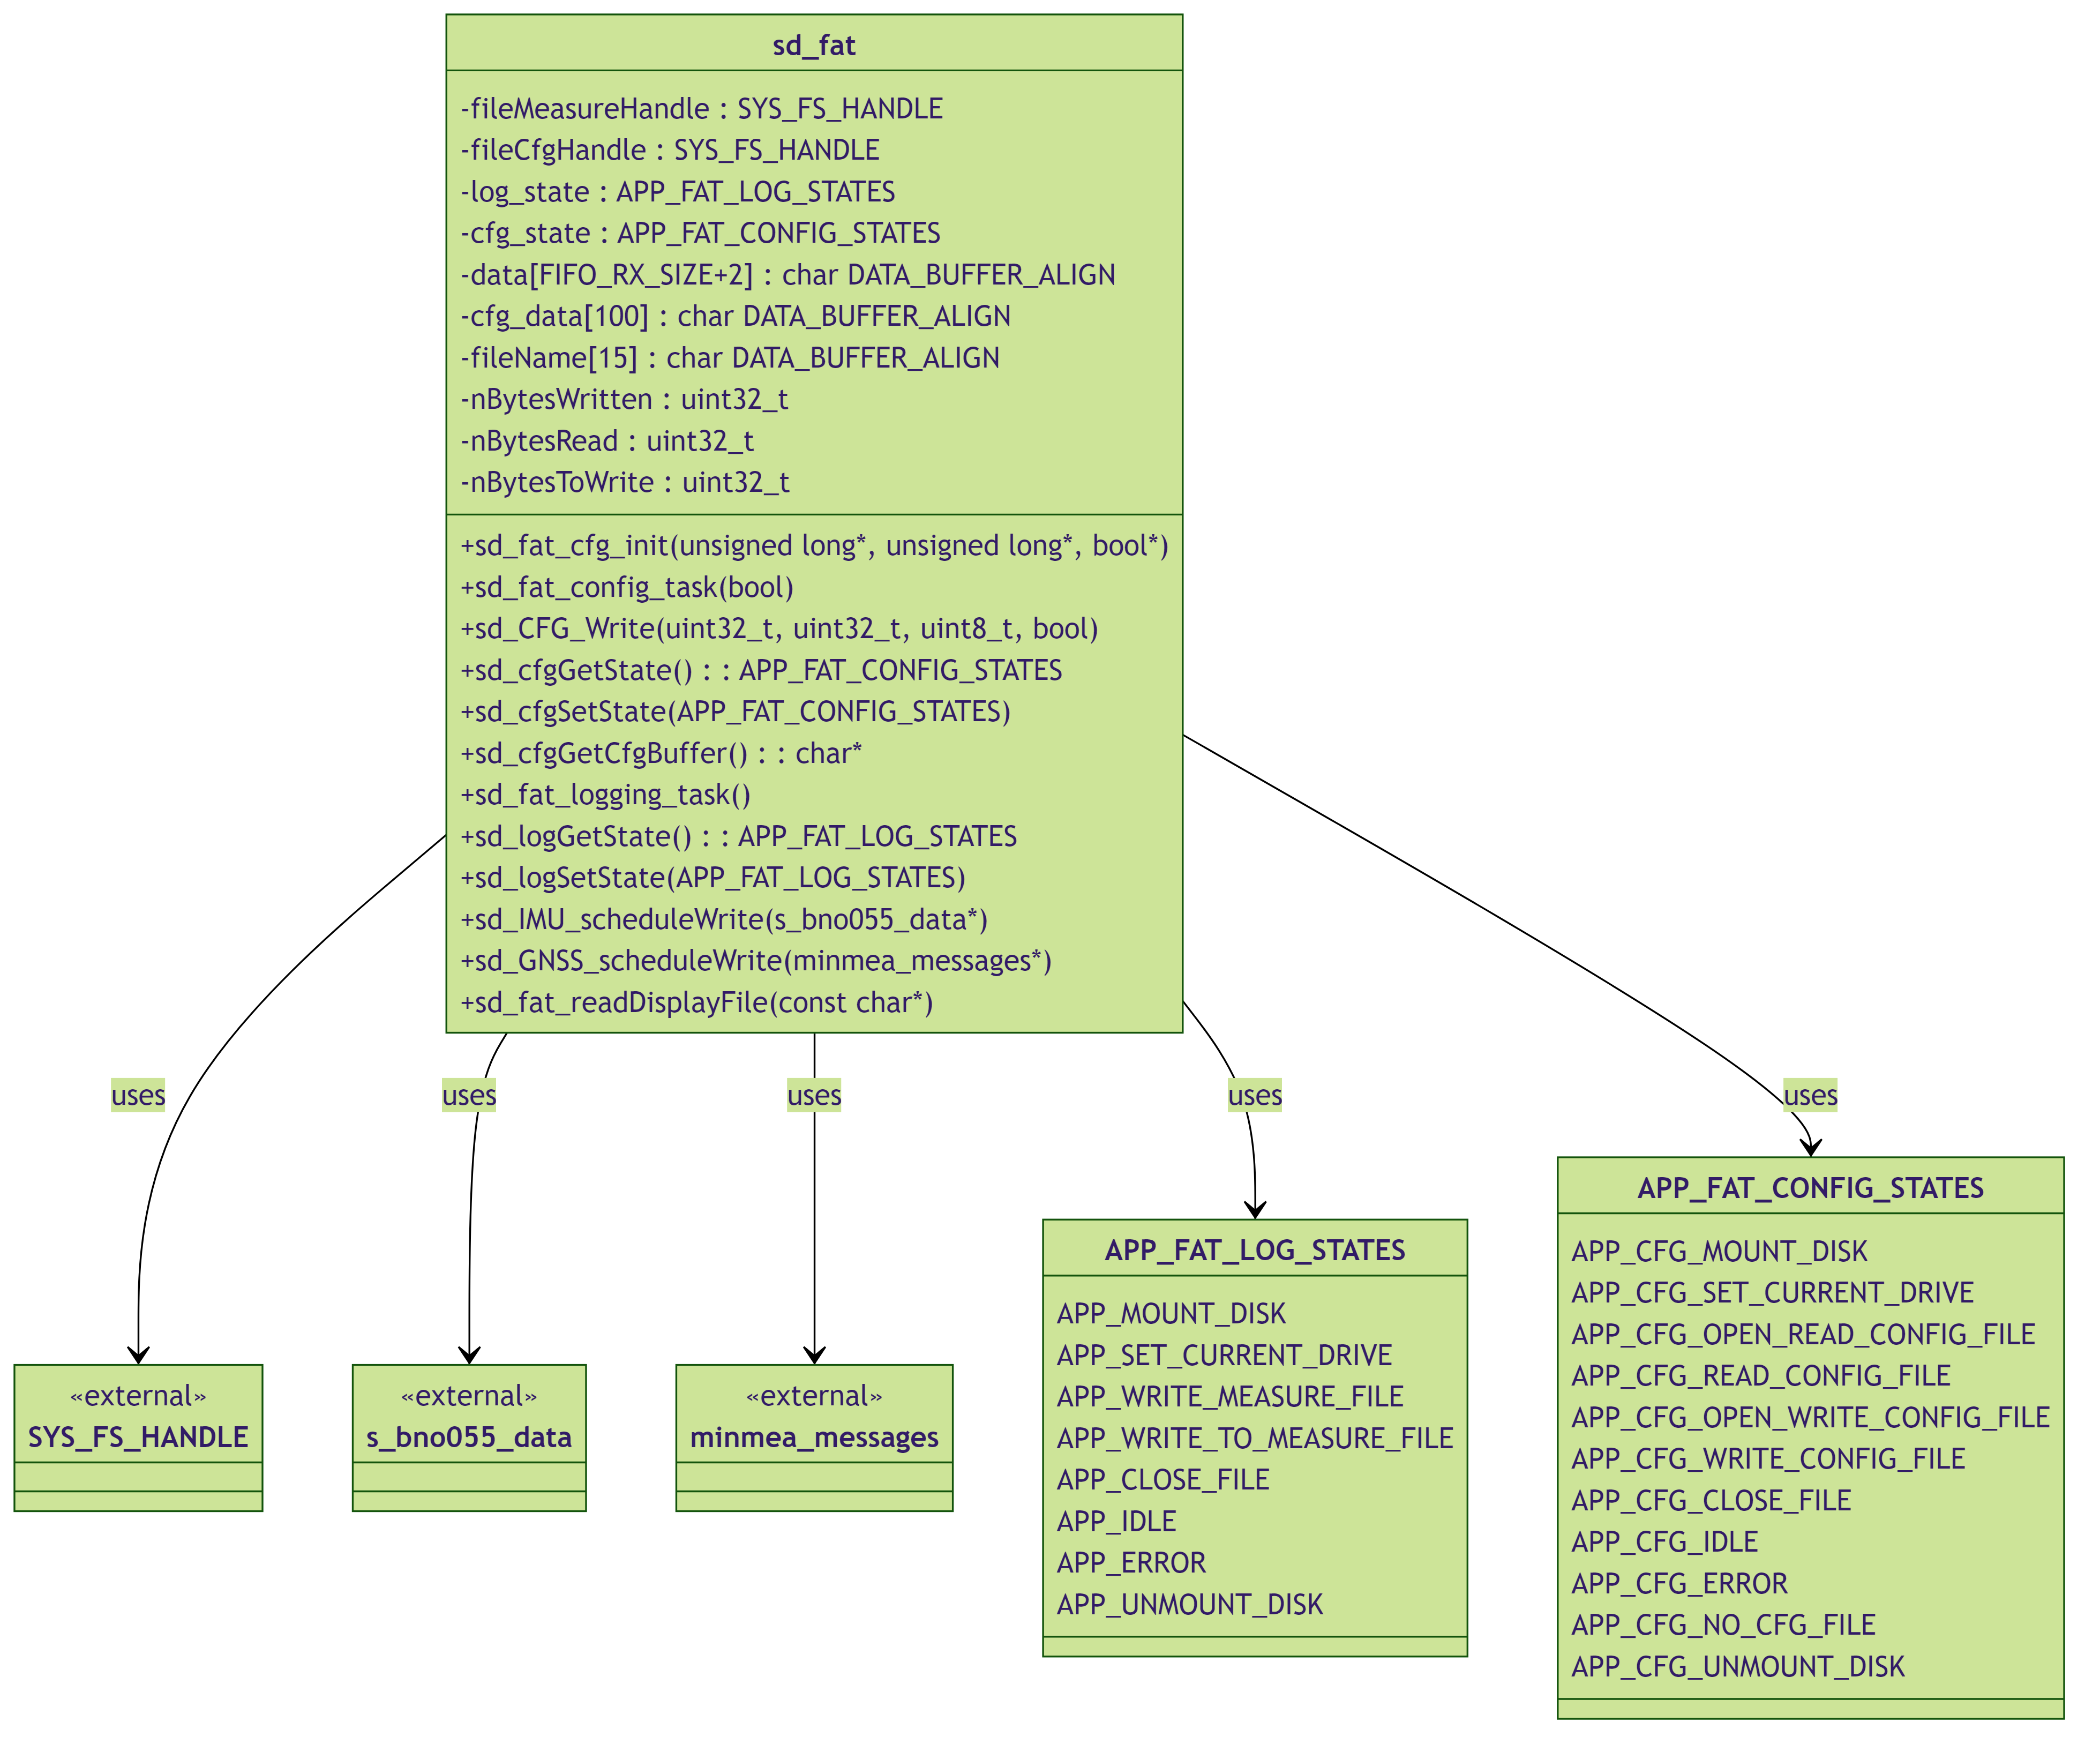 sd_fat
-fileMeasureHandle : SYS_FS_HANDLE
-fileCfgHandle : SYS_FS_HANDLE
-log_state : APP_FAT_LOG_STATES
-cfg_state : APP_FAT_CONFIG_STATES
-data[FIFO_RX_SIZE+2] : char DATA_BUFFER_ALIGN
-cfg_data[100] : char DATA_BUFFER_ALIGN
-fileName[15] : char DATA_BUFFER_ALIGN
-nBytesWritten : uint32_t
-nBytesRead : uint32_t
-nBytesToWrite : uint32_t
+sd_fat_cfg_init(unsigned long*, unsigned long*, bool*)
+sd_fat_config_task(bool)
+sd_CFG_Write(uint32_t, uint32_t, uint8_t, bool)
+sd_cfgGetState() : : APP_FAT_CONFIG_STATES
+sd_cfgSetState(APP_FAT_CONFIG_STATES)
+sd_cfgGetCfgBuffer() : : char*
+sd_fat_logging_task()
+sd_logGetState() : : APP_FAT_LOG_STATES
+sd_logSetState(APP_FAT_LOG_STATES)
+sd_IMU_scheduleWrite(s_bno055_data*)
+sd_GNSS_scheduleWrite(minmea_messages*)
+sd_fat_readDisplayFile(const char*)
uses
uses
uses
uses
uses
«external»
SYS_FS_HANDLE
«external»
s_bno055_data
«external»
minmea_messages
APP_FAT_LOG_STATES
APP_MOUNT_DISK
APP_SET_CURRENT_DRIVE
APP_WRITE_MEASURE_FILE
APP_WRITE_TO_MEASURE_FILE
APP_CLOSE_FILE
APP_IDLE
APP_ERROR
APP_UNMOUNT_DISK
APP_FAT_CONFIG_STATES
APP_CFG_MOUNT_DISK
APP_CFG_SET_CURRENT_DRIVE
APP_CFG_OPEN_READ_CONFIG_FILE
APP_CFG_READ_CONFIG_FILE
APP_CFG_OPEN_WRITE_CONFIG_FILE
APP_CFG_WRITE_CONFIG_FILE
APP_CFG_CLOSE_FILE
APP_CFG_IDLE
APP_CFG_ERROR
APP_CFG_NO_CFG_FILE
APP_CFG_UNMOUNT_DISK